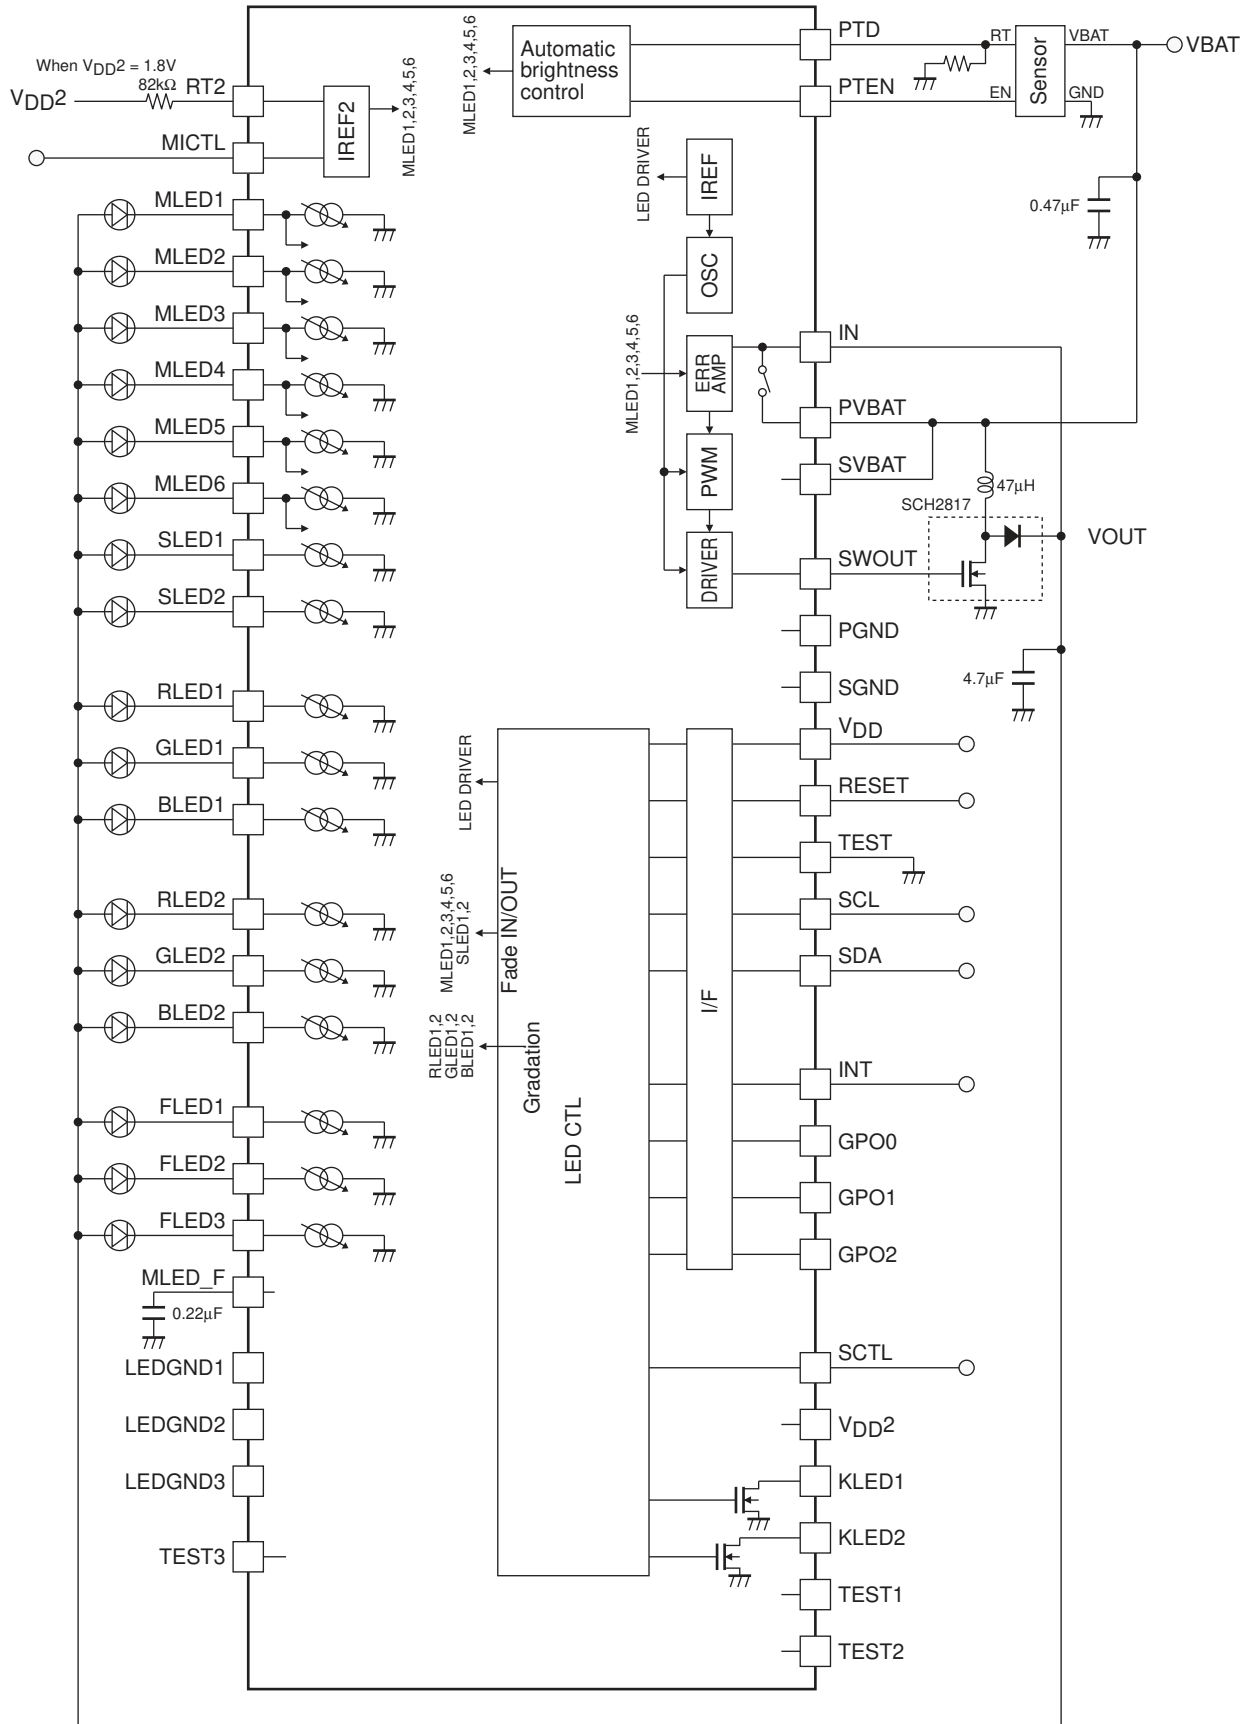 When VDD2 = 1.8V
82kΩ
VDD2
RT2
MICTL
IREF2
MLED1,2,3,4,5,6
MLED1
MLED2
MLED3
MLED4
MLED5
MLED6
SLED1
SLED2
RLED1
GLED1
BLED1
RLED2
GLED2
BLED2
FLED1
FLED2
FLED3
MLED_F
0.22µF
LEDGND1
LEDGND2
LEDGND3
TEST3
MLED1,2,3,4,5,6
Automatic
brightness
control
LED DRIVER
IREF
OSC
MLED1,2,3,4,5,6
ERR
AMP
PWM
DRIVER
LED DRIVER
MLED1,2,3,4,5,6
SLED1,2
RLED1,2
GLED1,2
BLED1,2
Fade IN/OUT
Gradation
LED CTL
I/F
PTD
PTEN
RT
EN
Sensor
VBAT
GND
VBAT
0.47µF
IN
PVBAT
SVBAT
47µH
SCH2817
VOUT
SWOUT
PGND
SGND
4.7µF
VDD
RESET
TEST
SCL
SDA
INT
GPO0
GPO1
GPO2
SCTL
VDD2
KLED1
KLED2
TEST1
TEST2